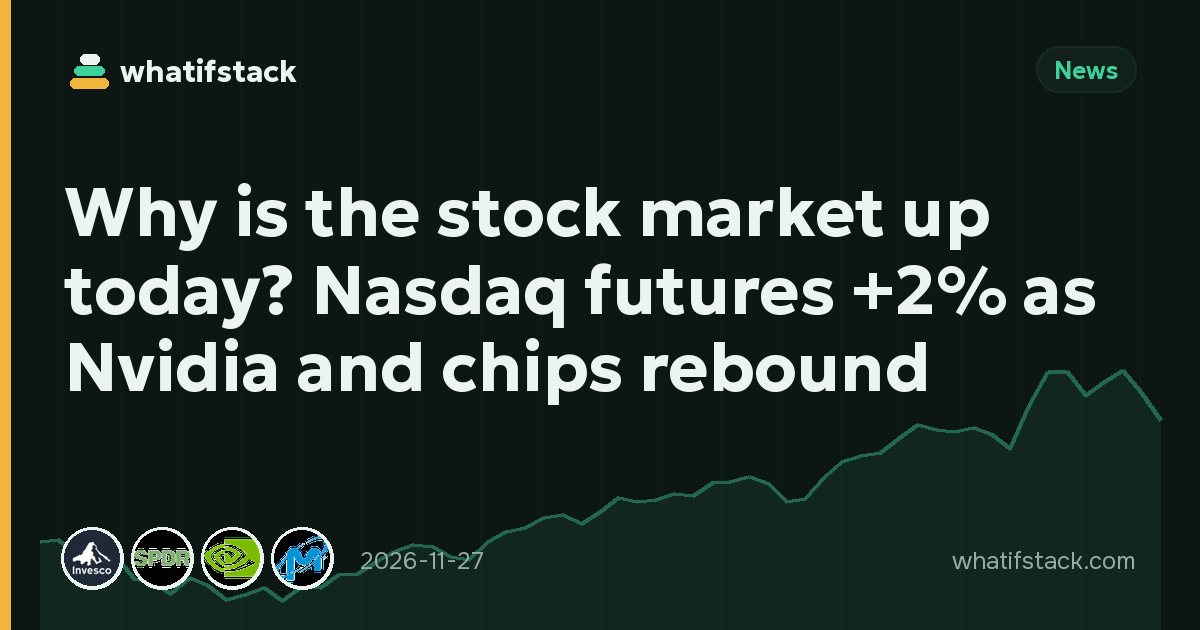 whatifstack
News
Why is the stock market up
today? Nasdaq futures +2% as
Nvidia and chips rebound
Invesco
SPDR
M
2026-11-27
whatifstack.com